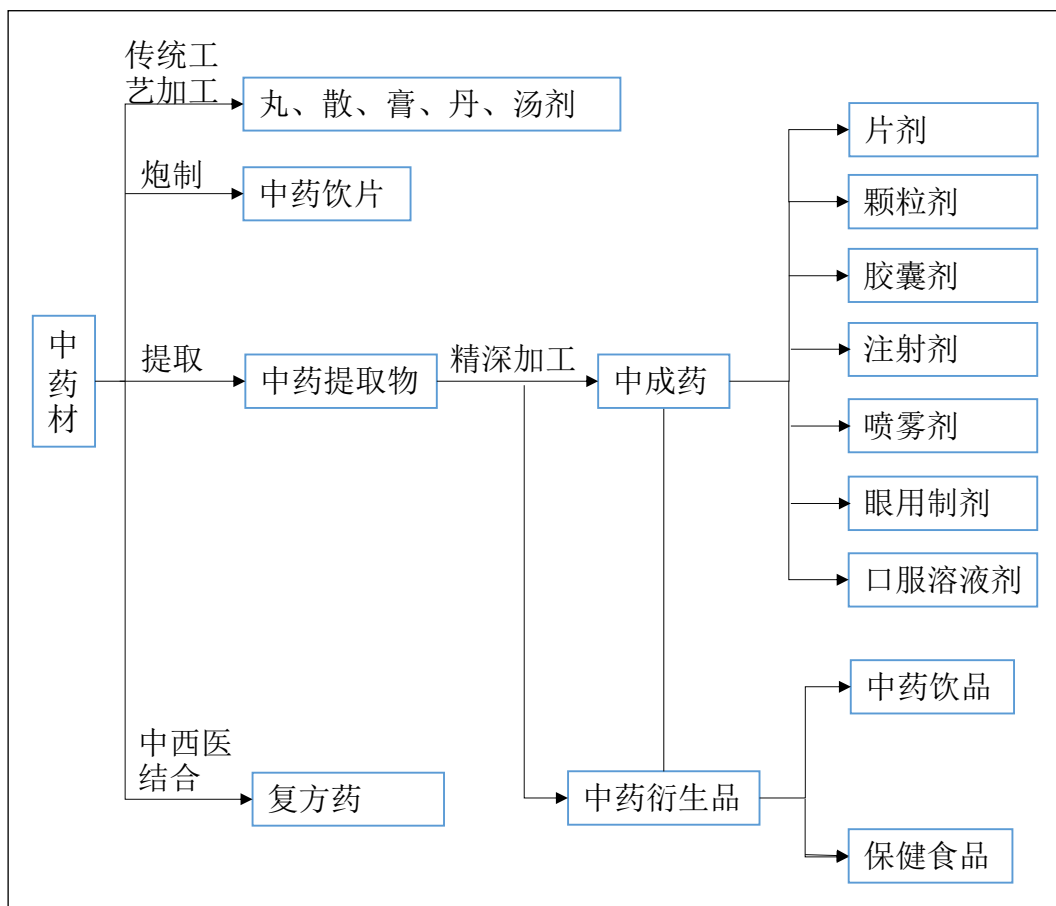 传统工
艺加工
丸、散、膏、丹、汤剂
炮制
中药饮片
中
药
材
提取
中药提取物
精深加工
中成药
片剂
颗粒剂
胶囊剂
注射剂
喷雾剂
眼用制剂
口服溶液剂
中西医
结合
复方药
中药衍生品
中药饮品
保健食品